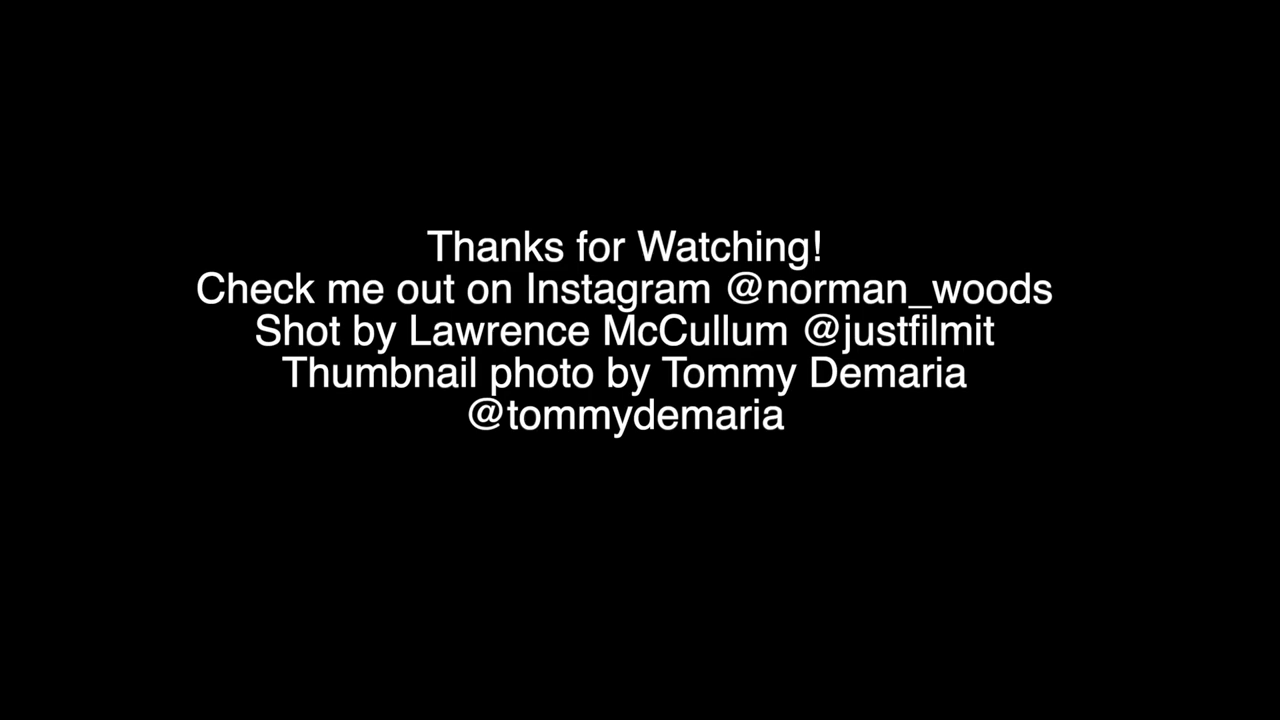 Thanks for Watching!
Check me out on Instagram @norman_woods
Shot by Lawrence McCullum @justfilmit
Thumbnail photo by Tommy Demaria
@tommydemaria